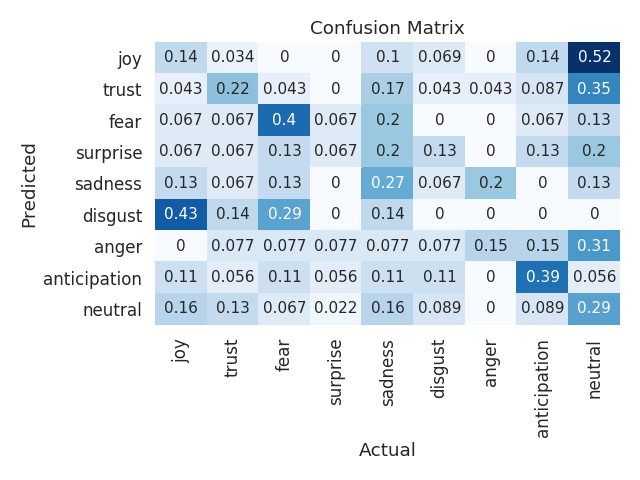 Confusion Matrix
Predicted
joy 0.14 0.034 0 0 0.1 0.069 0 0.14 0.52
trust 0.043 0.22 0.043 0 0.17 0.043 0.043 0.087 0.35
fear 0.067 0.067 0.4 0.067 0.2 0 0 0.067 0.13
surprise 0.067 0.067 0.13 0.067 0.2 0.13 0 0.13 0.2
sadness 0.13 0.067 0.13 0 0.27 0.067 0.2 0 0.13
disgust 0.43 0.14 0.29 0 0.14 0 0 0 0
anger 0 0.077 0.077 0.077 0.077 0.077 0.15 0.15 0.31
anticipation 0.11 0.056 0.11 0.056 0.11 0.11 0 0.39 0.056
neutral 0.16 0.13 0.067 0.022 0.16 0.089 0 0.089 0.29
joy trust fear surprise sadness disgust anger anticipation neutral
Actual